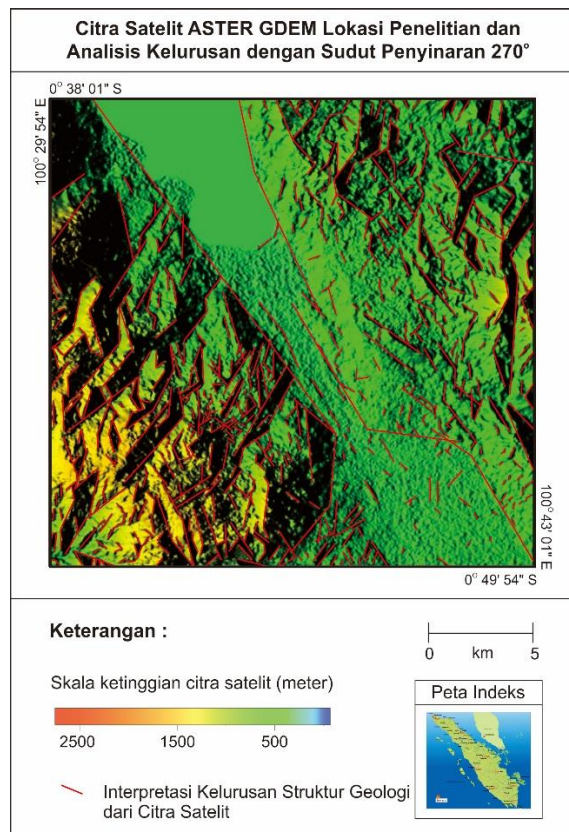 Citra Satelit ASTER GDEM Lokasi Penelitian dan
Analisis Kelurusan dengan Sudut Penyinaran 270°
0° 38' 01" S
100° 29' 54" E
100° 43' 01" E
0° 49' 54" S
Keterangan :
0 5
km
Skala ketinggian citra satelit (meter)
2500 1500 500
Peta Indeks
Interpretasi Kelurusan Struktur Geologi
dari Citra Satelit